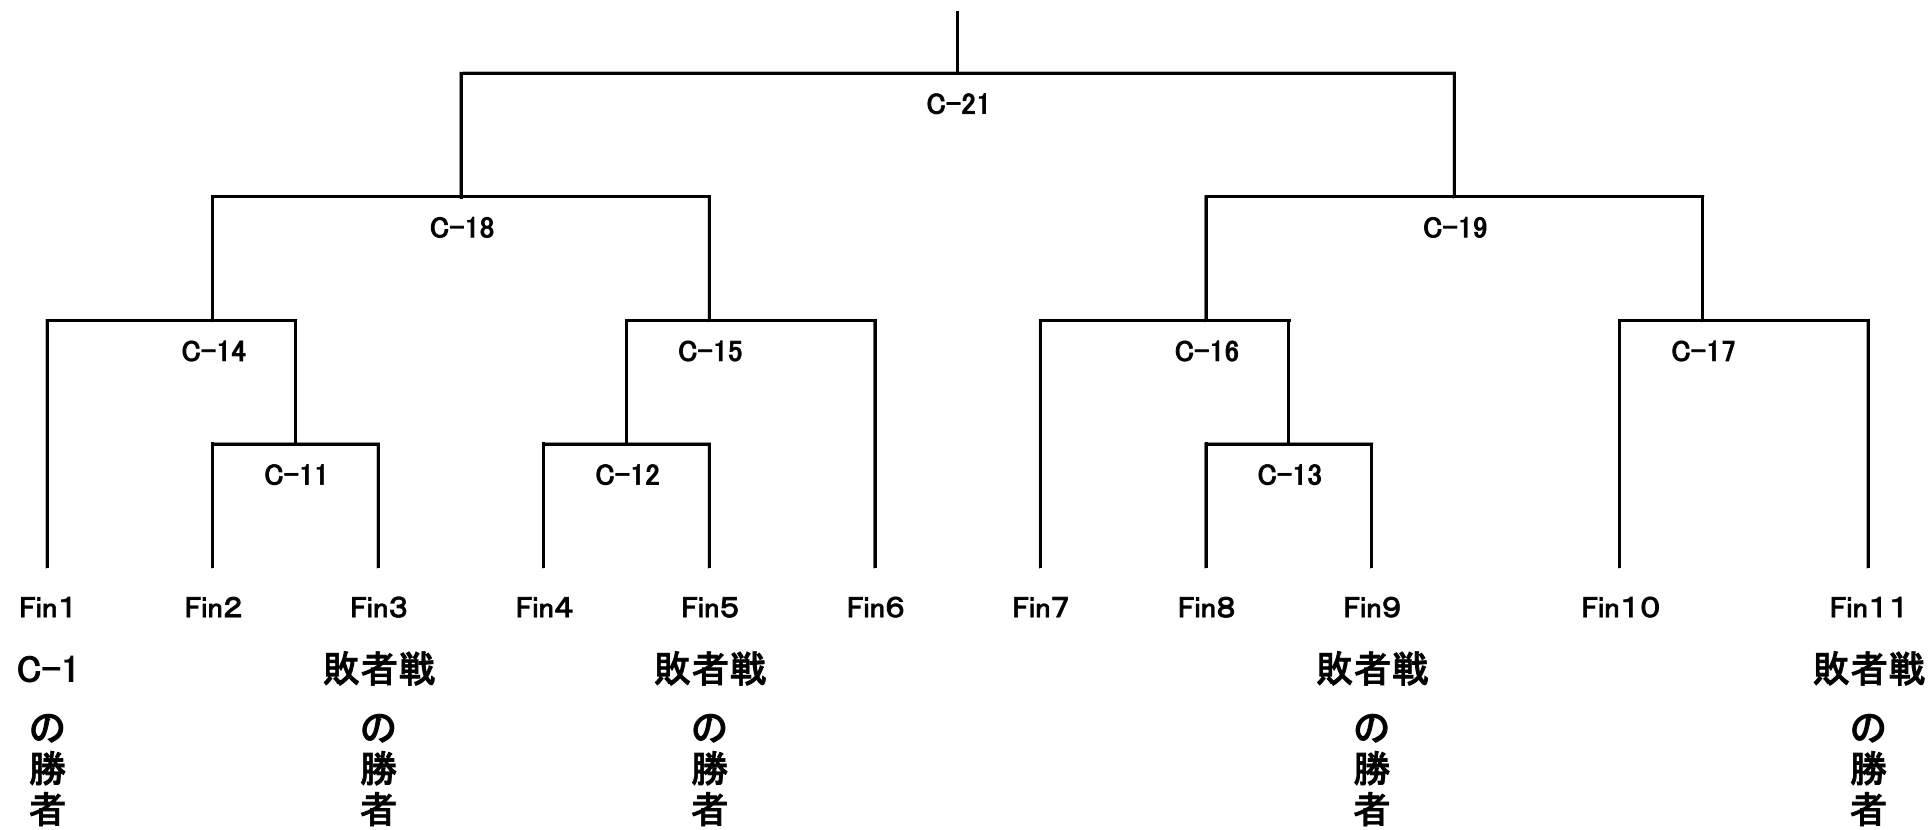 C-21
C-18
C-19
C-14
C-15
C-16
C-17
C-11
C-12
C-13
Fin1
Fin2
Fin3
Fin4
Fin5
Fin6
Fin7
Fin8
Fin9
Fin10
Fin11
C-1の勝者
敗者戦の勝者
敗者戦の勝者
敗者戦の勝者
敗者戦の勝者